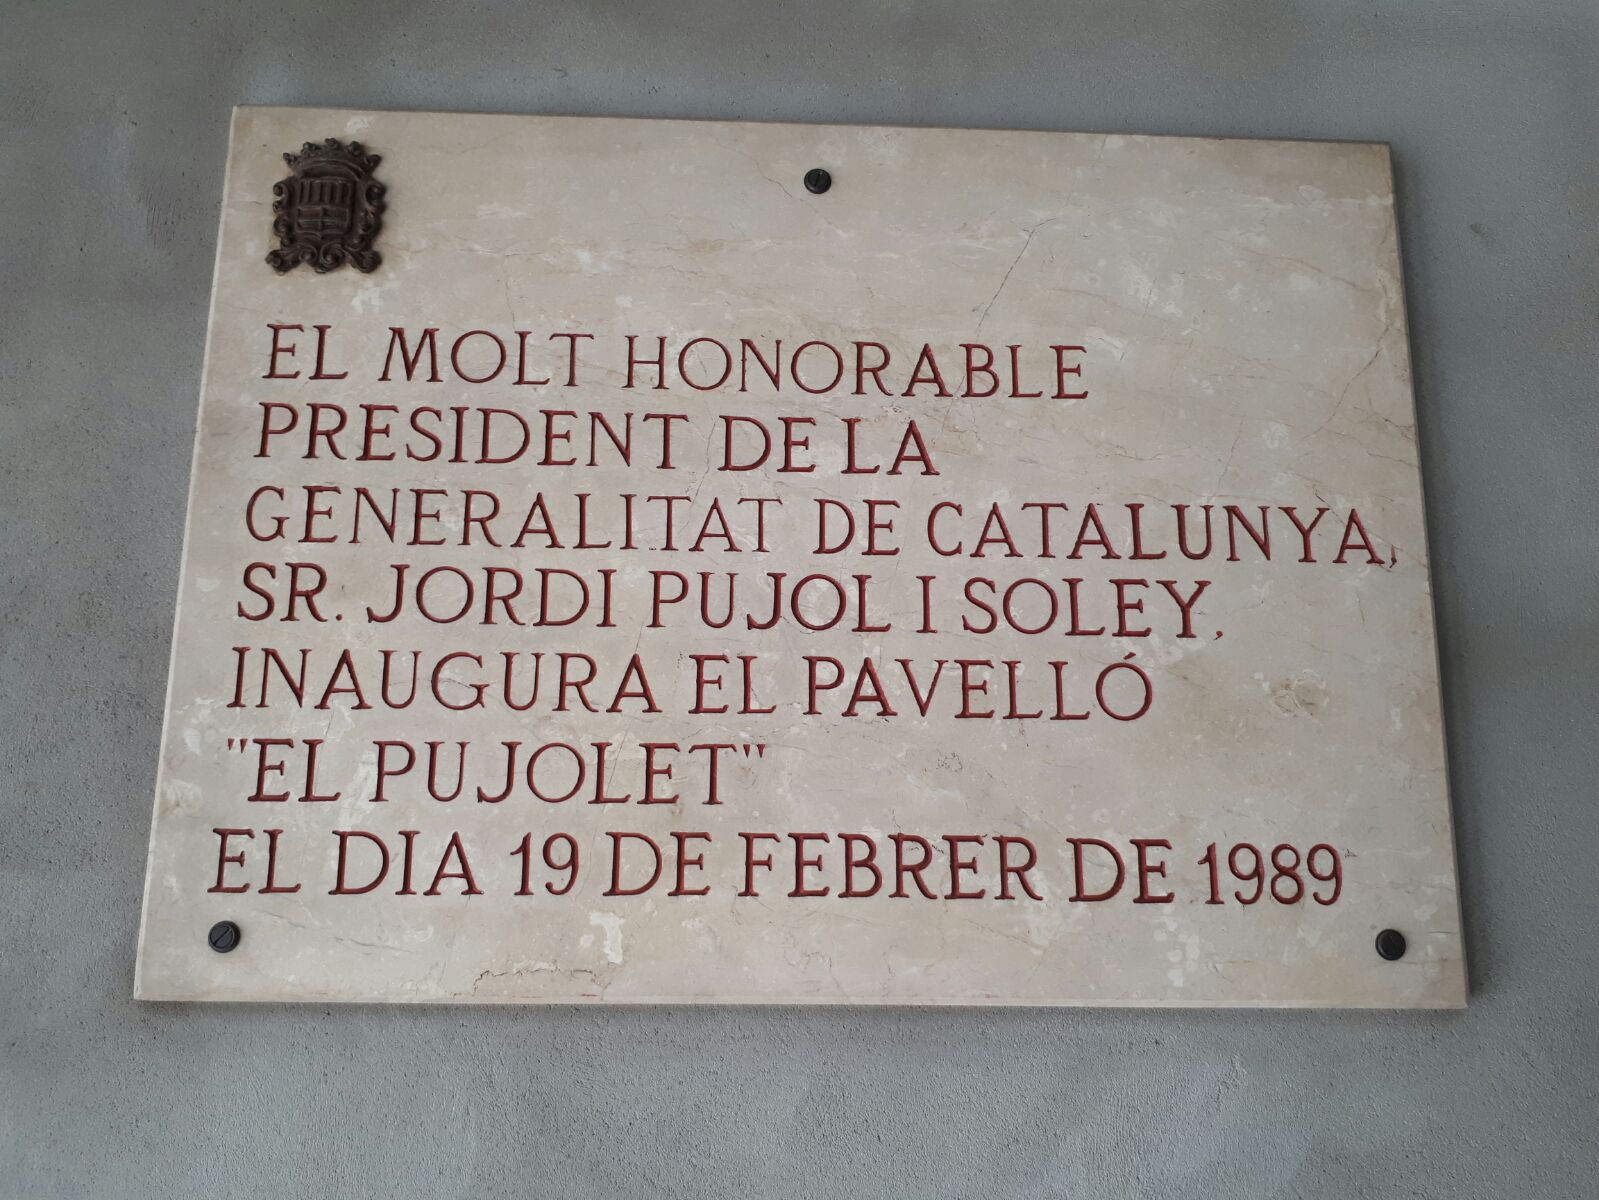 EL MOLT HONORABLE
PRESIDENT DE LA
GENERALITAT DE CATALUNYA,
SR. JORDI PUJOL I SOLEY,
INAUGURA EL PAVELLÓ
"EL PUJOLET"
EL DIA 19 DE FEBRER DE 1989